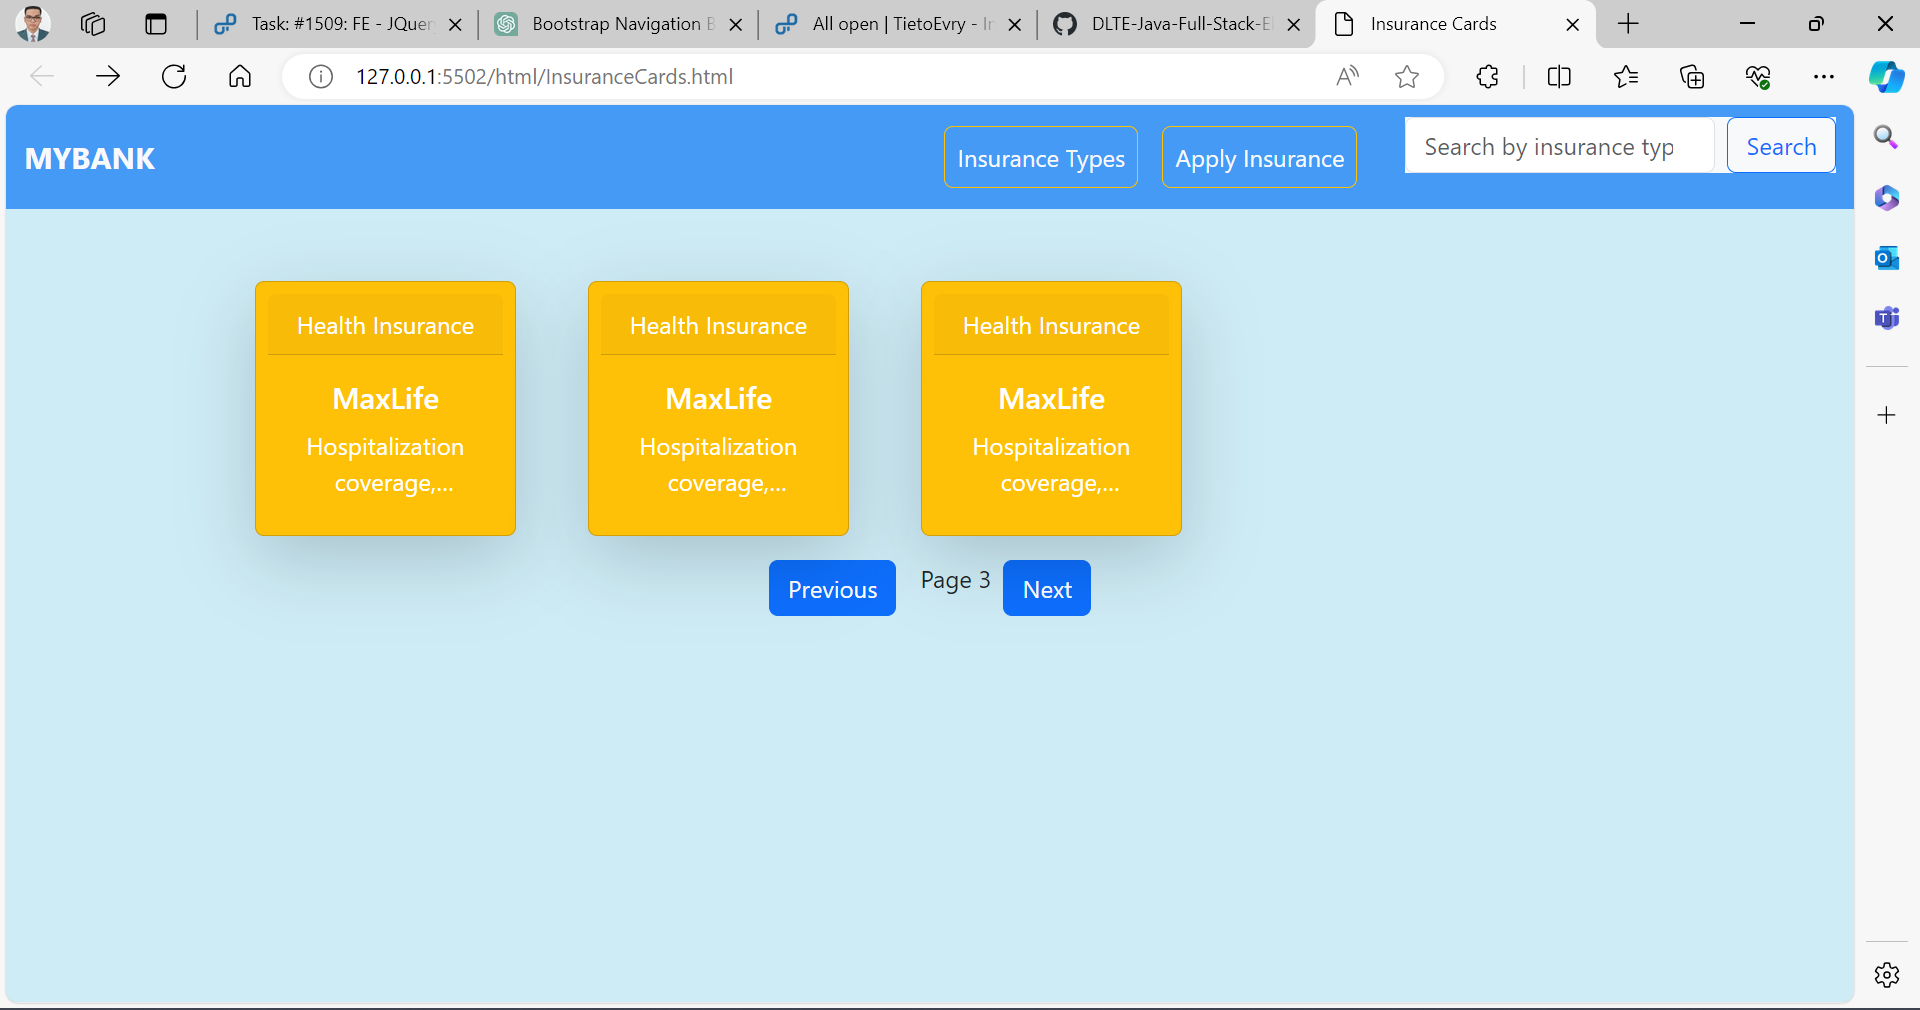 Task: #1509: FE - JQuer
Bootstrap Navigation B
All open | TietoEvry - In
DLTE-Java-Full-Stack-El
Insurance Cards
127.0.0.1:5502/html/InsuranceCards.html
MYBANK
Insurance Types
Apply Insurance
Search by insurance typ
Search
Health Insurance
MaxLife
Hospitalization
coverage,...
Health Insurance
MaxLife
Hospitalization
coverage,...
Health Insurance
MaxLife
Hospitalization
coverage,...
Previous
Page 3
Next